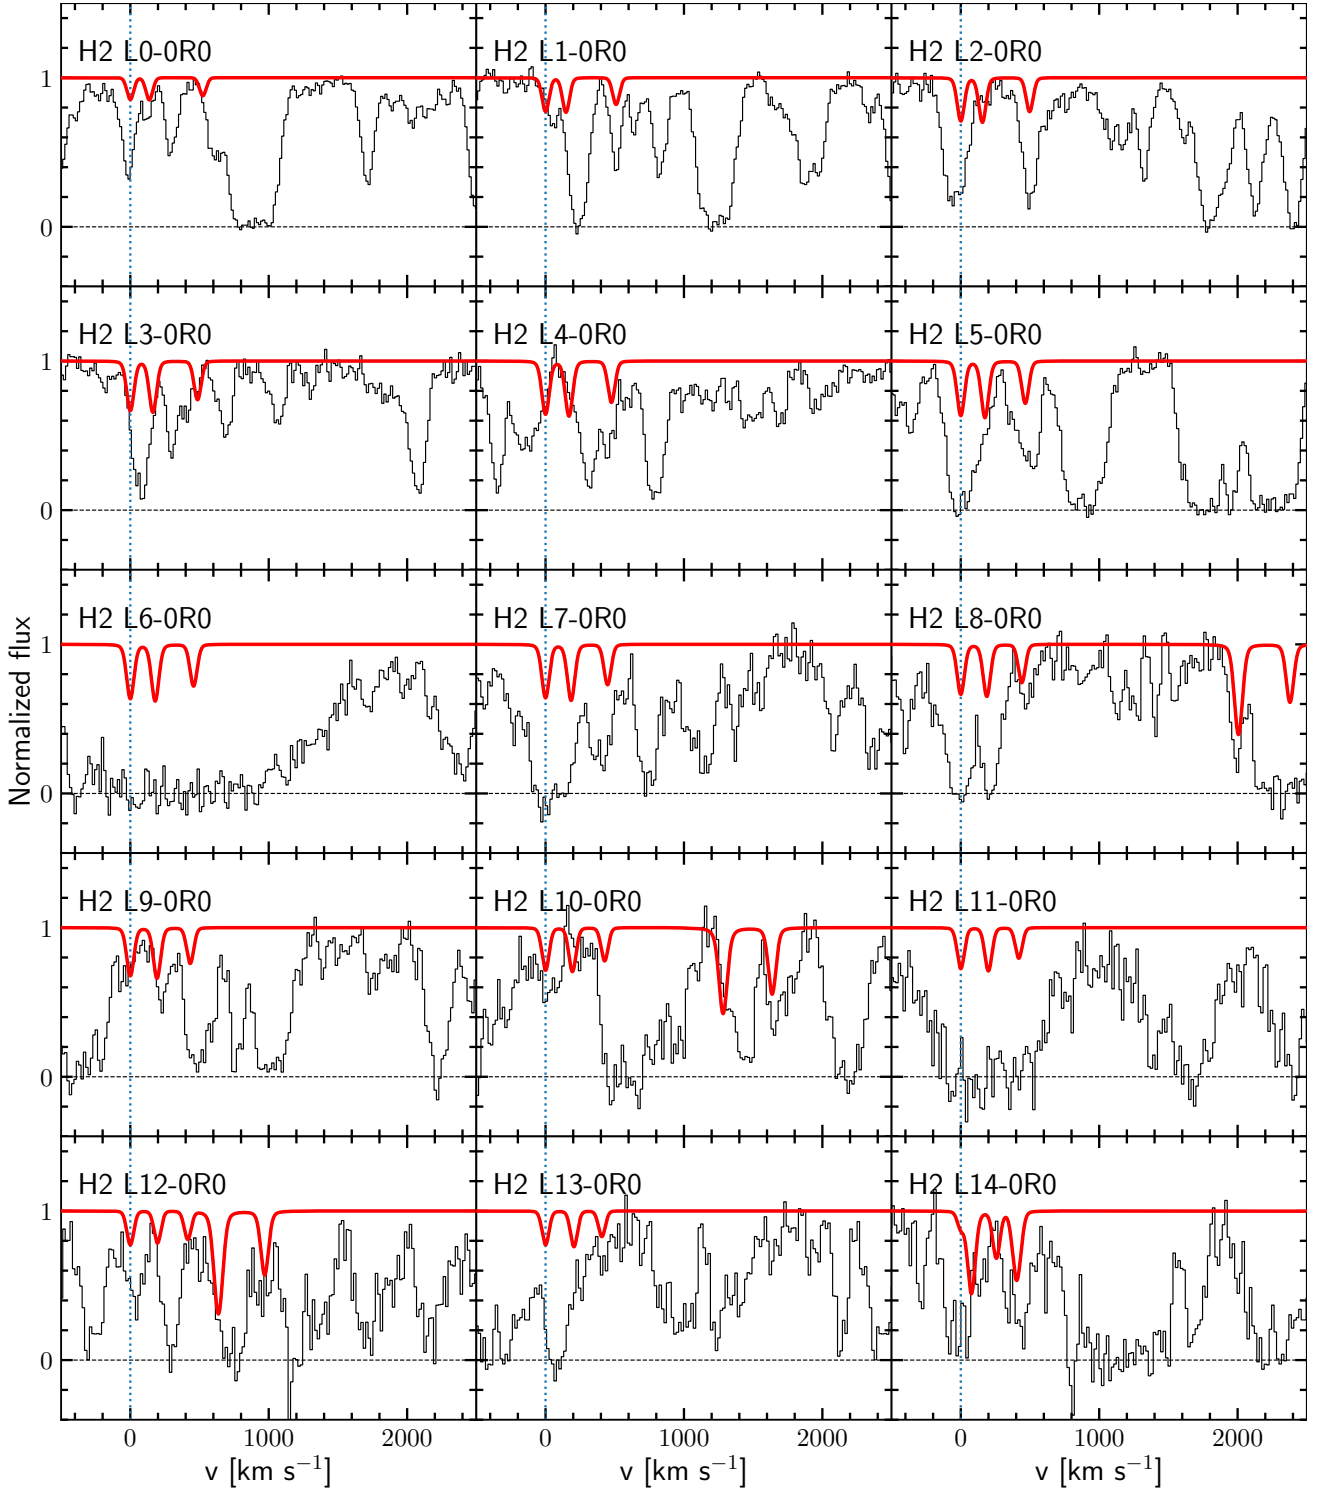 H2 L0-0R0 H2 L1-0R0 H2 L2-0R0
1
0
H2 L3-0R0 H2 L4-0R0 H2 L5-0R0
1
0
H2 L6-0R0 H2 L7-0R0 H2 L8-0R0
1
0
Normalized flux
H2 L9-0R0 H2 L10-0R0 H2 L11-0R0
1
0
H2 L12-0R0 H2 L13-0R0 H2 L14-0R0
1
0
0 1000 2000 0 1000 2000 0 1000 2000
v [km s⁻¹] v [km s⁻¹] v [km s⁻¹]